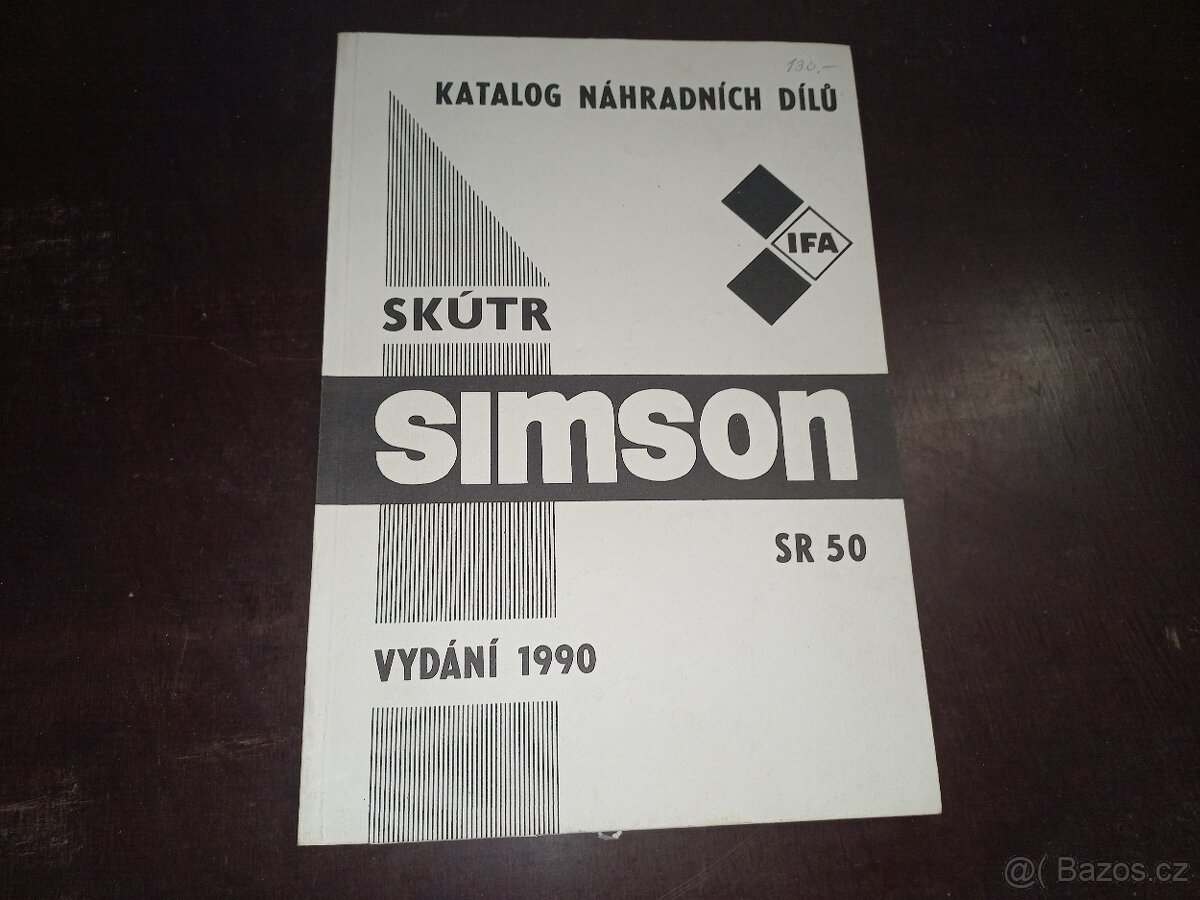 130,-
KATALOG NÁHRADNÍCH DÍLŮ
IFA
SKÚTR
simson
SR 50
VYDÁNÍ 1990
@( Bazos.cz